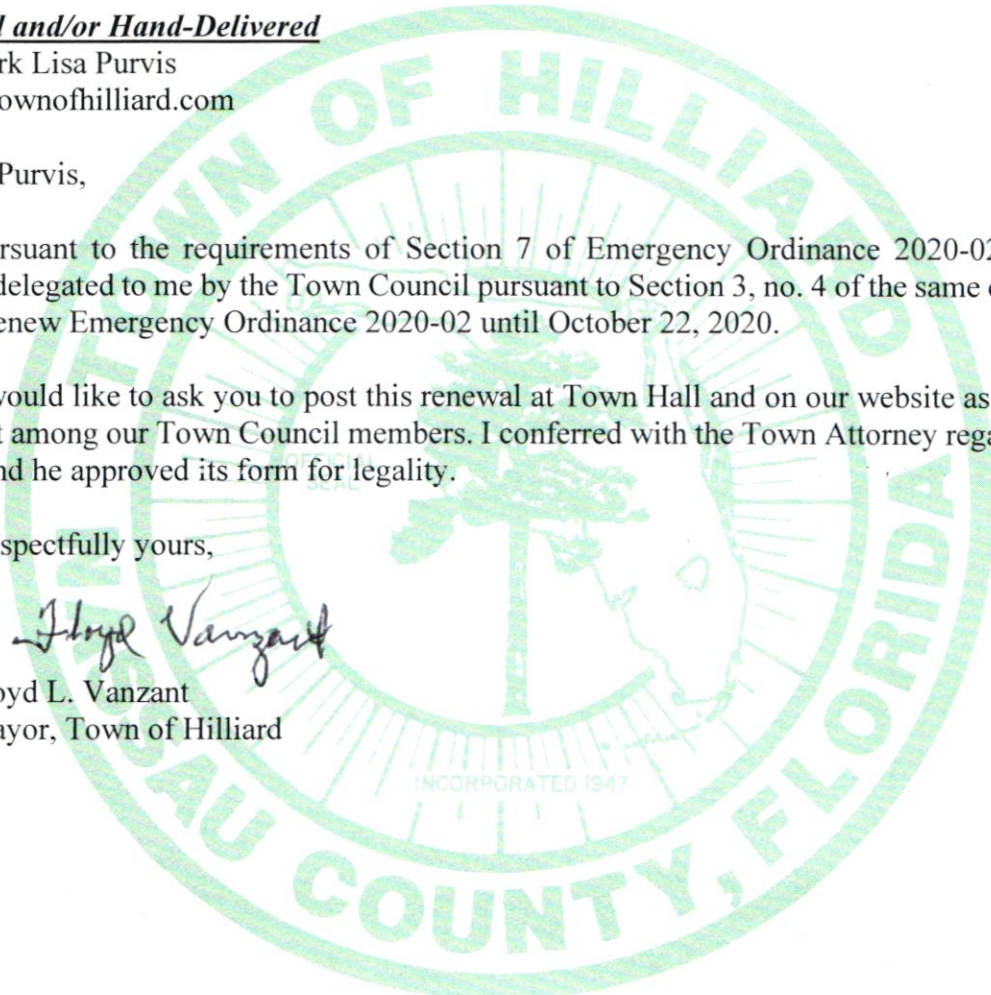 l and/or Hand-Delivered
rk Lisa Purvis
ownofhilliard.com
Purvis,
rsuant to the requirements of Section 7 of Emergency Ordinance 2020-02
delegated to me by the Town Council pursuant to Section 3, no. 4 of the same
enew Emergency Ordinance 2020-02 until October 22, 2020.
would like to ask you to post this renewal at Town Hall and on our website as
t among our Town Council members. I conferred with the Town Attorney rega
nd he approved its form for legality.
spectfully yours,
Floyd Vanzant
oyd L. Vanzant
ayor, Town of Hilliard
TOWN OF HILLIARD
NASSAU COUNTY, FLORIDA
OFFICIAL
SEAL
INCORPORATED 1947